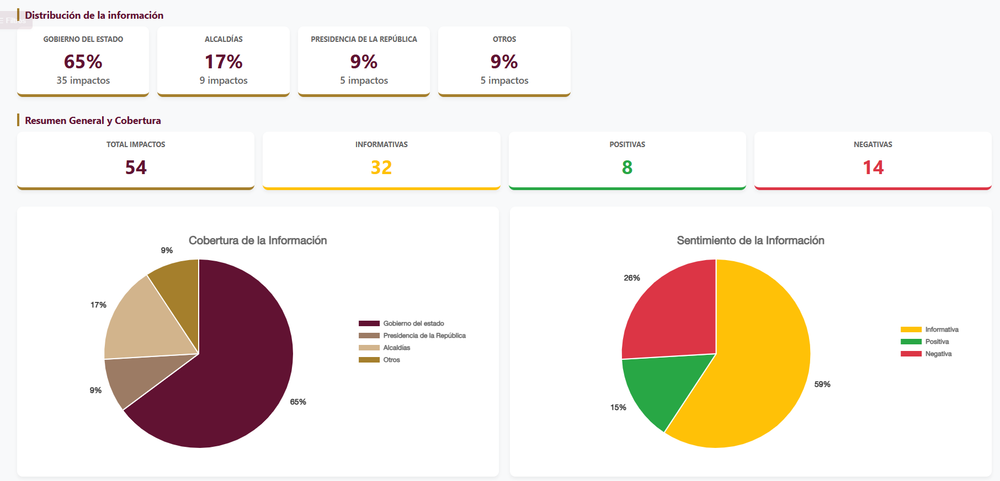 Distribución de la información
☰ Filtros
GOBIERNO DEL ESTADO
65%
35 impactos
ALCALDÍAS
17%
9 impactos
PRESIDENCIA DE LA REPÚBLICA
9%
5 impactos
OTROS
9%
5 impactos
Resumen General y Cobertura
TOTAL IMPACTOS
54
INFORMATIVAS
32
POSITIVAS
8
NEGATIVAS
14
Cobertura de la Información
9%
17%
9%
65%
Gobierno del estado
Presidencia de la República
Alcaldías
Otros
Sentimiento de la Información
26%
15%
59%
Informativa
Positiva
Negativa